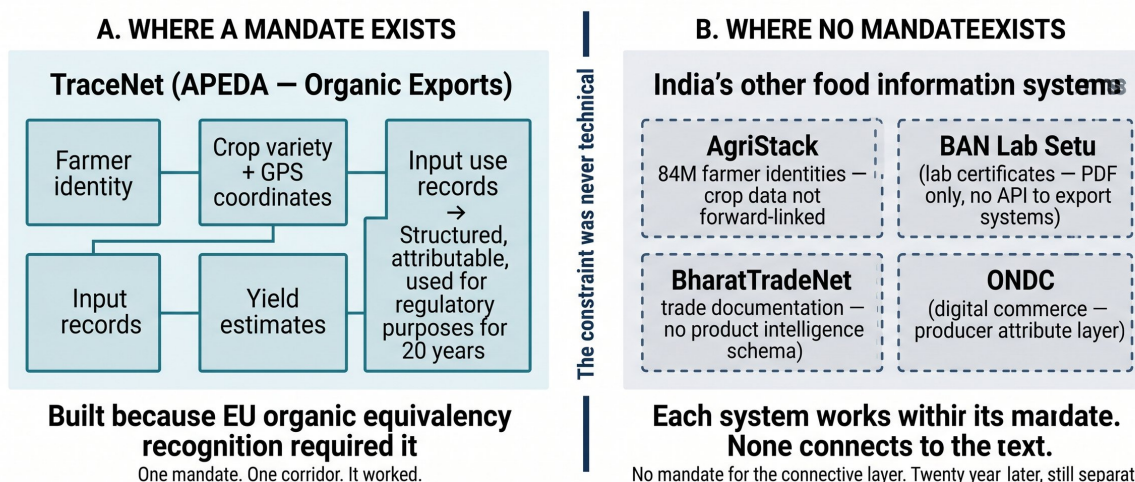 A. WHERE A MANDATE EXISTS
TraceNet (APEDA — Organic Exports)
Farmer
identity
Crop variety
+ GPS
coordinates
Input use
records
→
Structured,
attributable,
used for
regulatory
purposes for
20 years
Input
records
Yield
estimates
Built because EU organic equivalency
recognition required it
One mandate. One corridor. It worked.
The constraint was never technical
B. WHERE NO MANDATEEXISTS
India's other food information systems
AgriStack
84M farmer identities —
crop data not
forward-linked
BAN Lab Setu
(lab certificates — PDF
only, no API to export
systems)
BharatTradeNet
trade documentation —
no product intelligence
schema)
ONDC
(digital commerce —
producer attribute layer)
Each system works within its mandate.
None connects to the text.
No mandate for the connective layer. Twenty year later, still separat